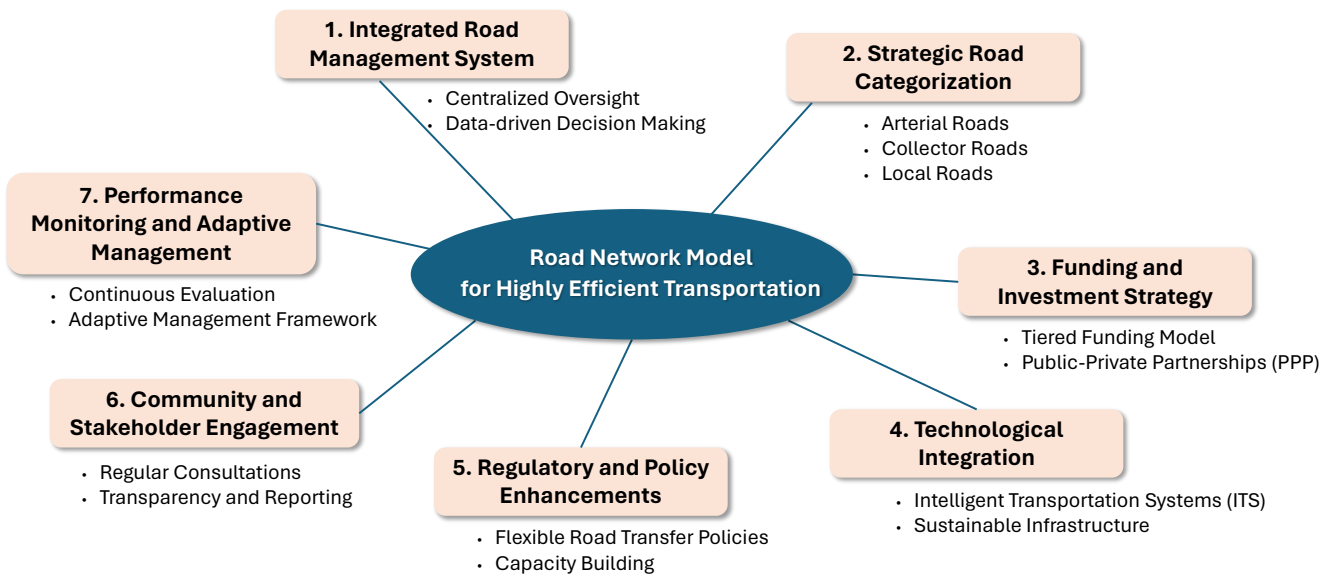 1. Integrated Road
Management System
• Centralized Oversight
• Data-driven Decision Making
2. Strategic Road
Categorization
• Arterial Roads
• Collector Roads
• Local Roads
Road Network Model
for Highly Efficient Transportation
3. Funding and
Investment Strategy
• Tiered Funding Model
• Public-Private Partnerships (PPP)
4. Technological
Integration
• Intelligent Transportation Systems (ITS)
• Sustainable Infrastructure
5. Regulatory and Policy
Enhancements
• Flexible Road Transfer Policies
• Capacity Building
6. Community and
Stakeholder Engagement
• Regular Consultations
• Transparency and Reporting
7. Performance
Monitoring and Adaptive
Management
• Continuous Evaluation
• Adaptive Management Framework